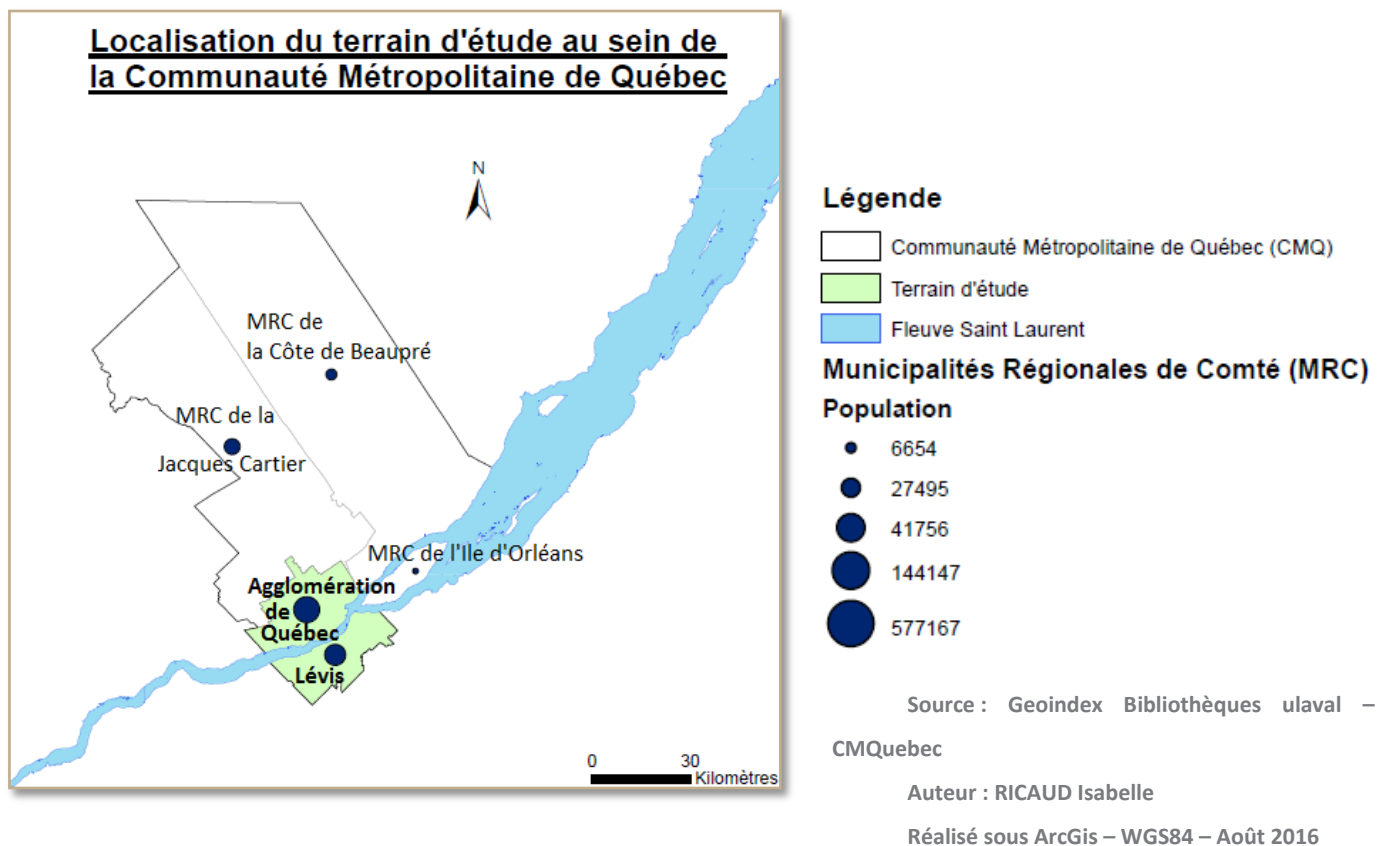 Localisation du terrain d'étude au sein de
la Communauté Métropolitaine de Québec
N
MRC de
la Côte de Beaupré
MRC de la
Jacques Cartier
MRC de l'Ile d'Orléans
Agglomération
de
Québec
Lévis
0 30
Kilomètres
Légende
Communauté Métropolitaine de Québec (CMQ)
Terrain d'étude
Fleuve Saint Laurent
Municipalités Régionales de Comté (MRC)
Population
6654
27495
41756
144147
577167
Source : Geoindex Bibliothèques ulaval –
CMQuebec
Auteur : RICAUD Isabelle
Réalisé sous ArcGis – WGS84 – Août 2016